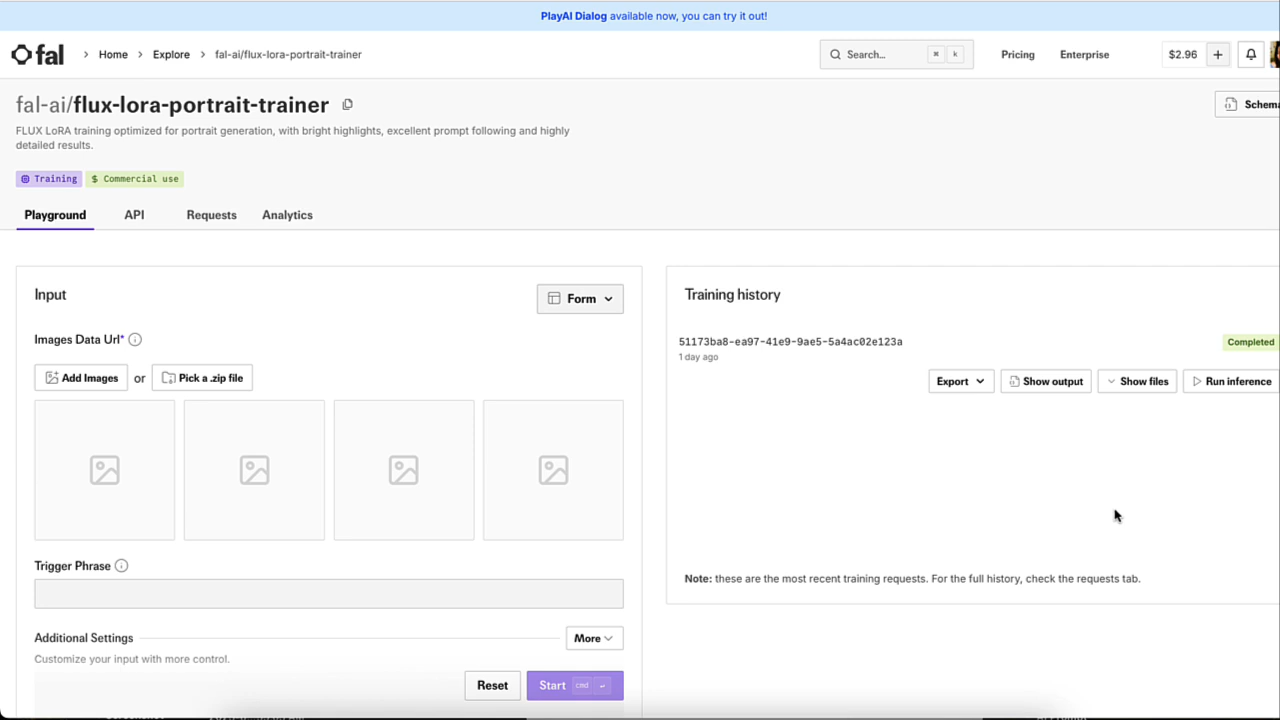 PlayAI Dialog available now, you can try it out!
fal > Home > Explore > fal-ai/flux-lora-portrait-trainer Search... ⌘ k Pricing Enterprise $2.96 +
fal-ai/flux-lora-portrait-trainer
Schema
FLUX LoRA training optimized for portrait generation, with bright highlights, excellent prompt following and highly
detailed results.
Training $ Commercial use
Playground API Requests Analytics
Input
Form
Images Data Url*
Add Images or Pick a .zip file
Trigger Phrase
Additional Settings
More
Customize your input with more control.
Reset Start cmd ↵
Training history
51173ba8-ea97-41e9-9ae5-5a4ac02e123a Completed
1 day ago
Export Show output Show files Run inference
Note: these are the most recent training requests. For the full history, check the requests tab.